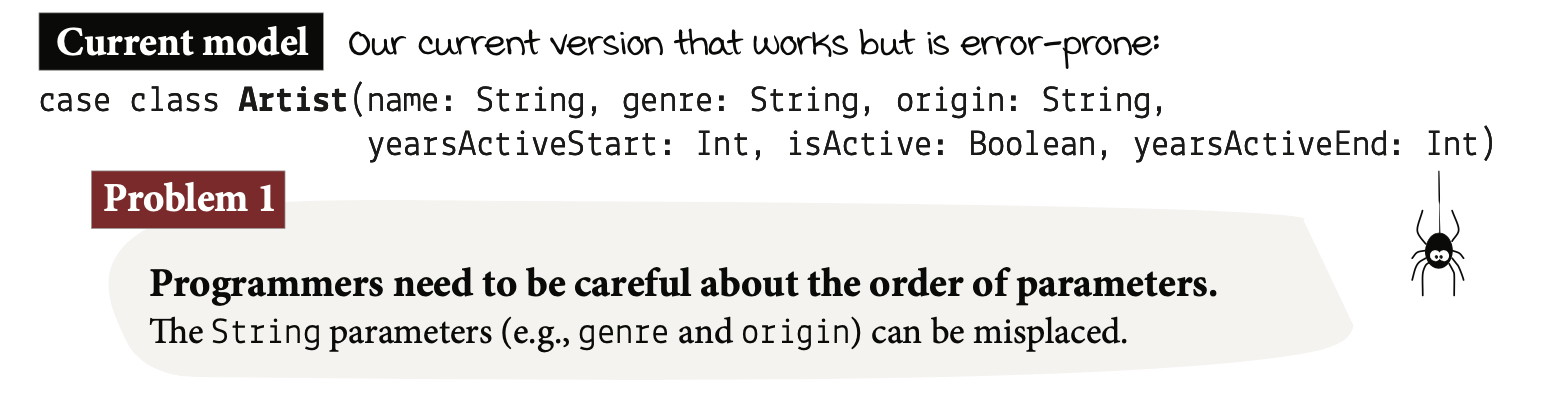 Current model Our current version that works but is error-prone:
case class Artist(name: String, genre: String, origin: String,
yearsActiveStart: Int, isActive: Boolean, yearsActiveEnd: Int)
Problem 1
Programmers need to be careful about the order of parameters.
The String parameters (e.g., genre and origin) can be misplaced.